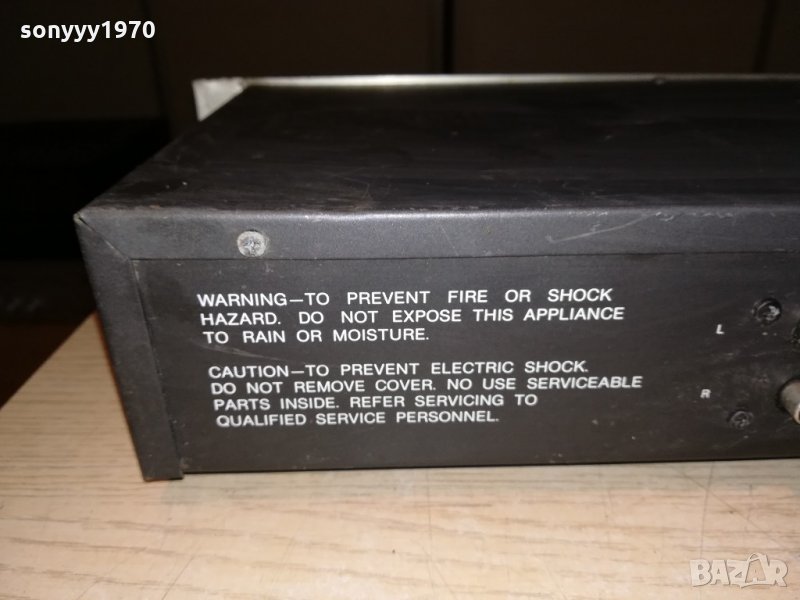 sonyyy1970
WARNING—TO PREVENT FIRE OR SHOCK
HAZARD. DO NOT EXPOSE THIS APPLIANCE
TO RAIN OR MOISTURE.
CAUTION—TO PREVENT ELECTRIC SHOCK.
DO NOT REMOVE COVER. NO USE SERVICEABLE
PARTS INSIDE. REFER SERVICING TO
QUALIFIED SERVICE PERSONNEL.
L
R
BAZAR